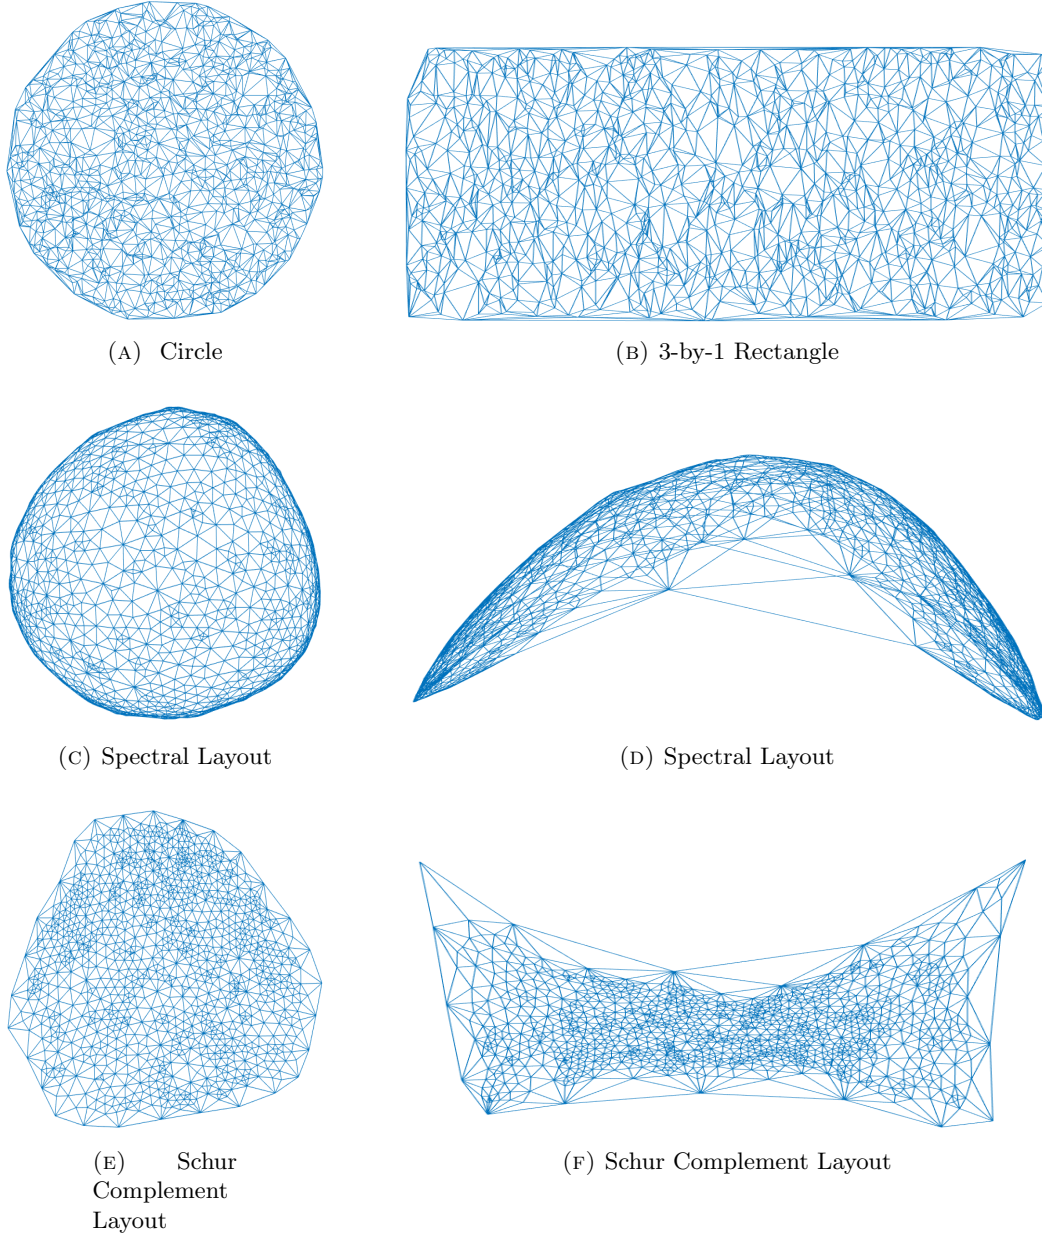 (A) Circle
(B) 3-by-1 Rectangle
(C) Spectral Layout
(D) Spectral Layout
(E) Schur
Complement
Layout
(F) Schur Complement Layout